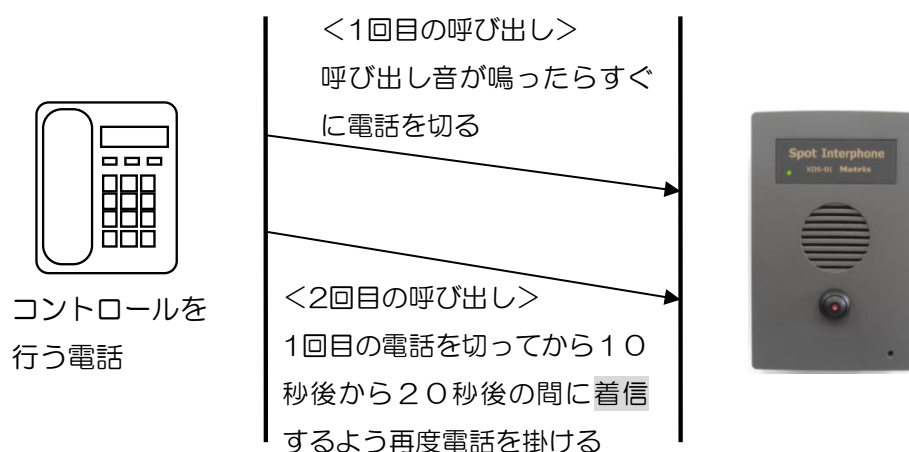 <1回目の呼び出し>
呼び出し音が鳴ったらすぐ
に電話を切る
コントロールを
行う電話
<2回目の呼び出し>
1回目の電話を切ってから10
秒後から20秒後の間に着信
するよう再度電話を掛ける
Spot Interphone
XDS-01 Matrix